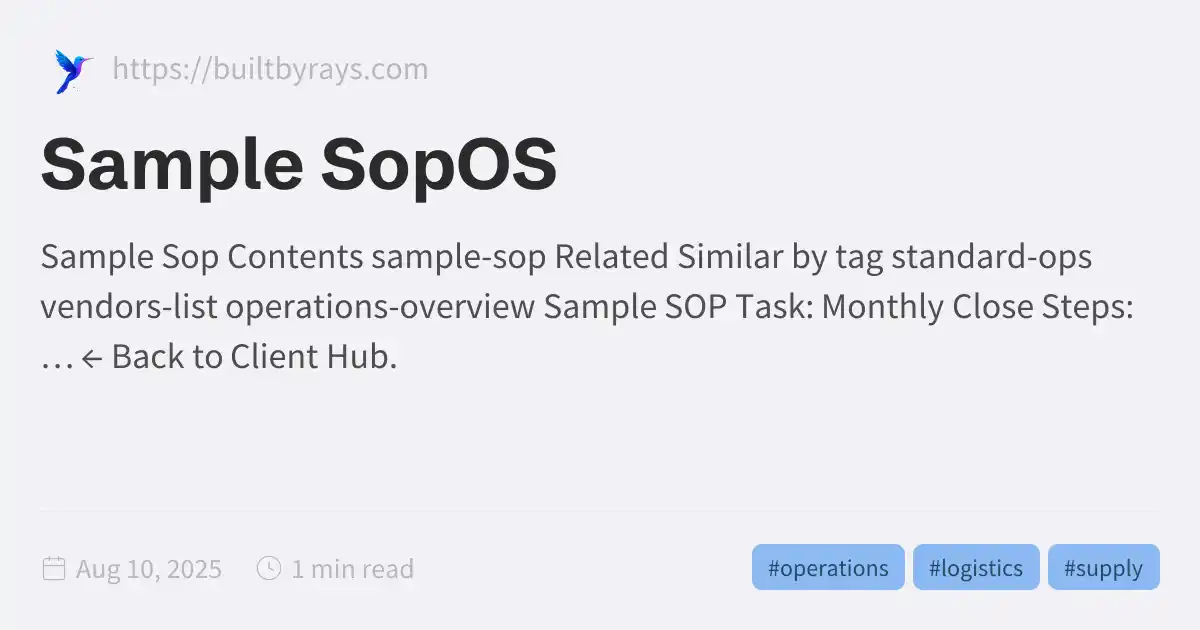 https://builtbyrays.com
Sample SopOS
Sample Sop Contents sample-sop Related Similar by tag standard-ops
vendors-list operations-overview Sample SOP Task: Monthly Close Steps:
… ← Back to Client Hub.
Aug 10, 2025
1 min read
#operations
#logistics
#supply